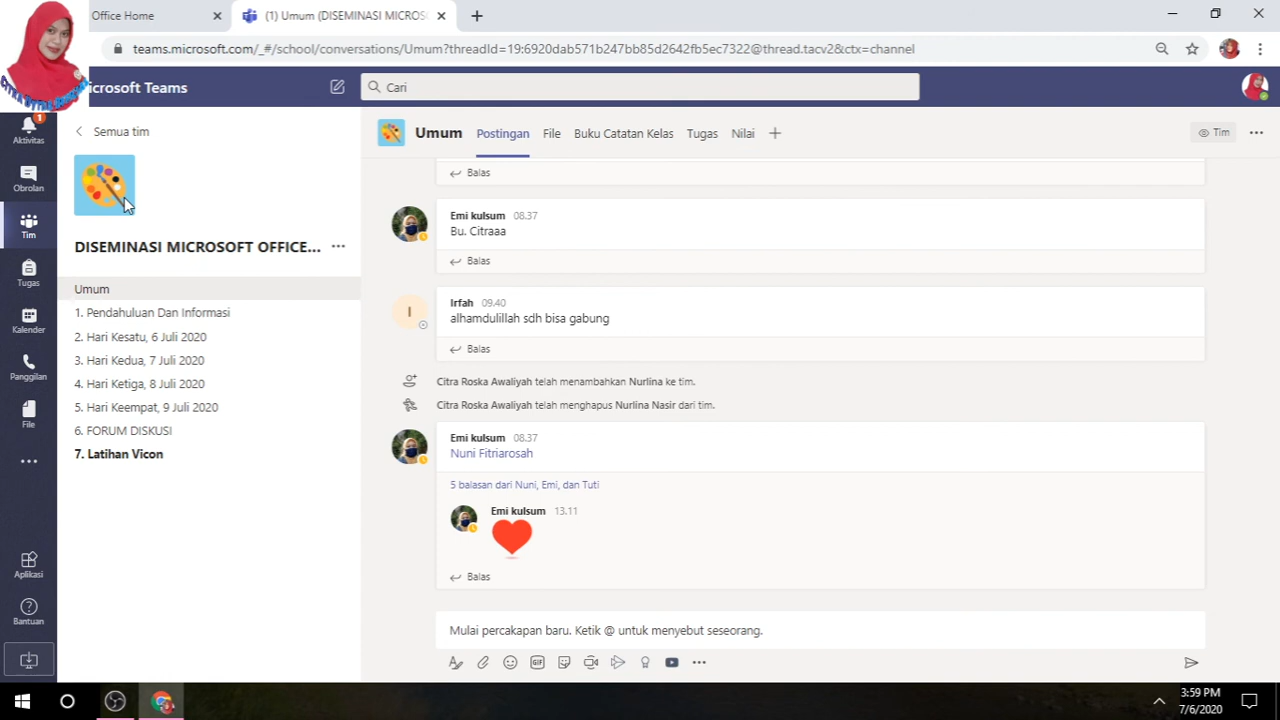 Office Home
(1) Umum (DISEMINASI MICROS
teams.microsoft.com/_#/school/conversations/Umum?threadId=19:6920dab571b247bb85d2642fb5ec7322@thread.tacv2&ctx=channel
crosoft Teams
Cari
1
Aktivitas
Obrolan
Tim
Tugas
Kalender
Panggilan
File
Aplikasi
Bantuan
Semua tim
DISEMINASI MICROSOFT OFFICE...
Umum
1. Pendahuluan Dan Informasi
2. Hari Kesatu, 6 Juli 2020
3. Hari Kedua, 7 Juli 2020
4. Hari Ketiga, 8 Juli 2020
5. Hari Keempat, 9 Juli 2020
6. FORUM DISKUSI
7. Latihan Vicon
Umum Postingan File Buku Catatan Kelas Tugas Nilai
Tim
Balas
Emi kulsum 08.37
Bu. Citraaa
Balas
I
Irfah 09.40
alhamdulillah sdh bisa gabung
Balas
Citra Roska Awaliyah telah menambahkan Nurlina ke tim.
Citra Roska Awaliyah telah menghapus Nurlina Nasir dari tim.
Emi kulsum 08.37
Nuni Fitriarosah
5 balasan dari Nuni, Emi, dan Tuti
Emi kulsum 13.11
Balas
Mulai percakapan baru. Ketik @ untuk menyebut seseorang.
GIF
3:59 PM
7/6/2020